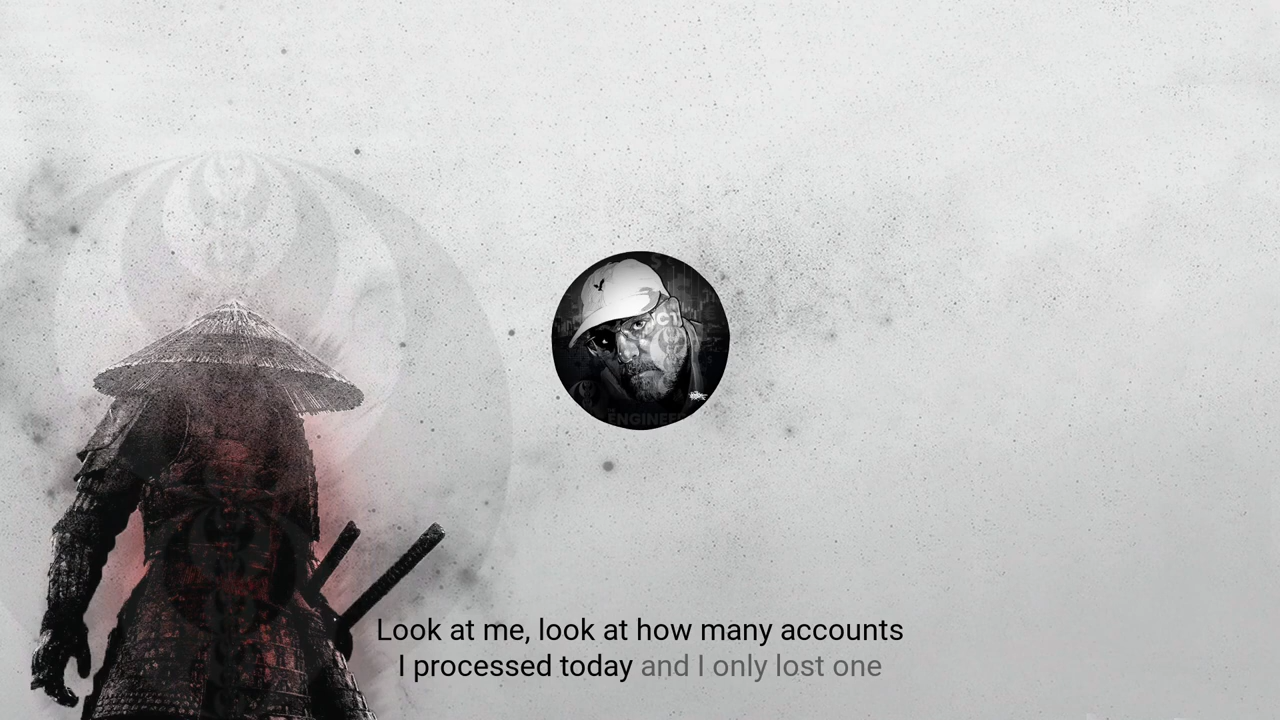 Look at me, look at how many accounts
I processed today and I only lost one